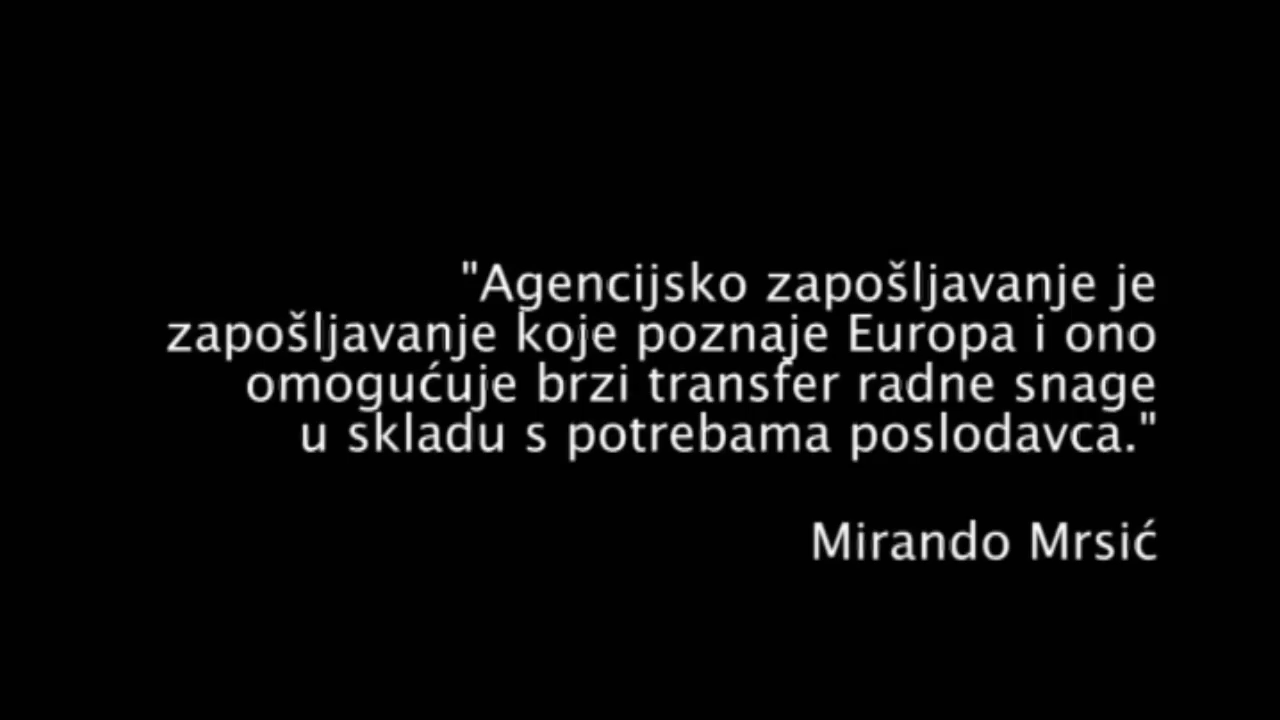 "Agencijsko zapošljavanje je
zapošljavanje koje poznaje Europa i ono
omogućuje brzi transfer radne snage
u skladu s potrebama poslodavca."
Mirando Mrsić